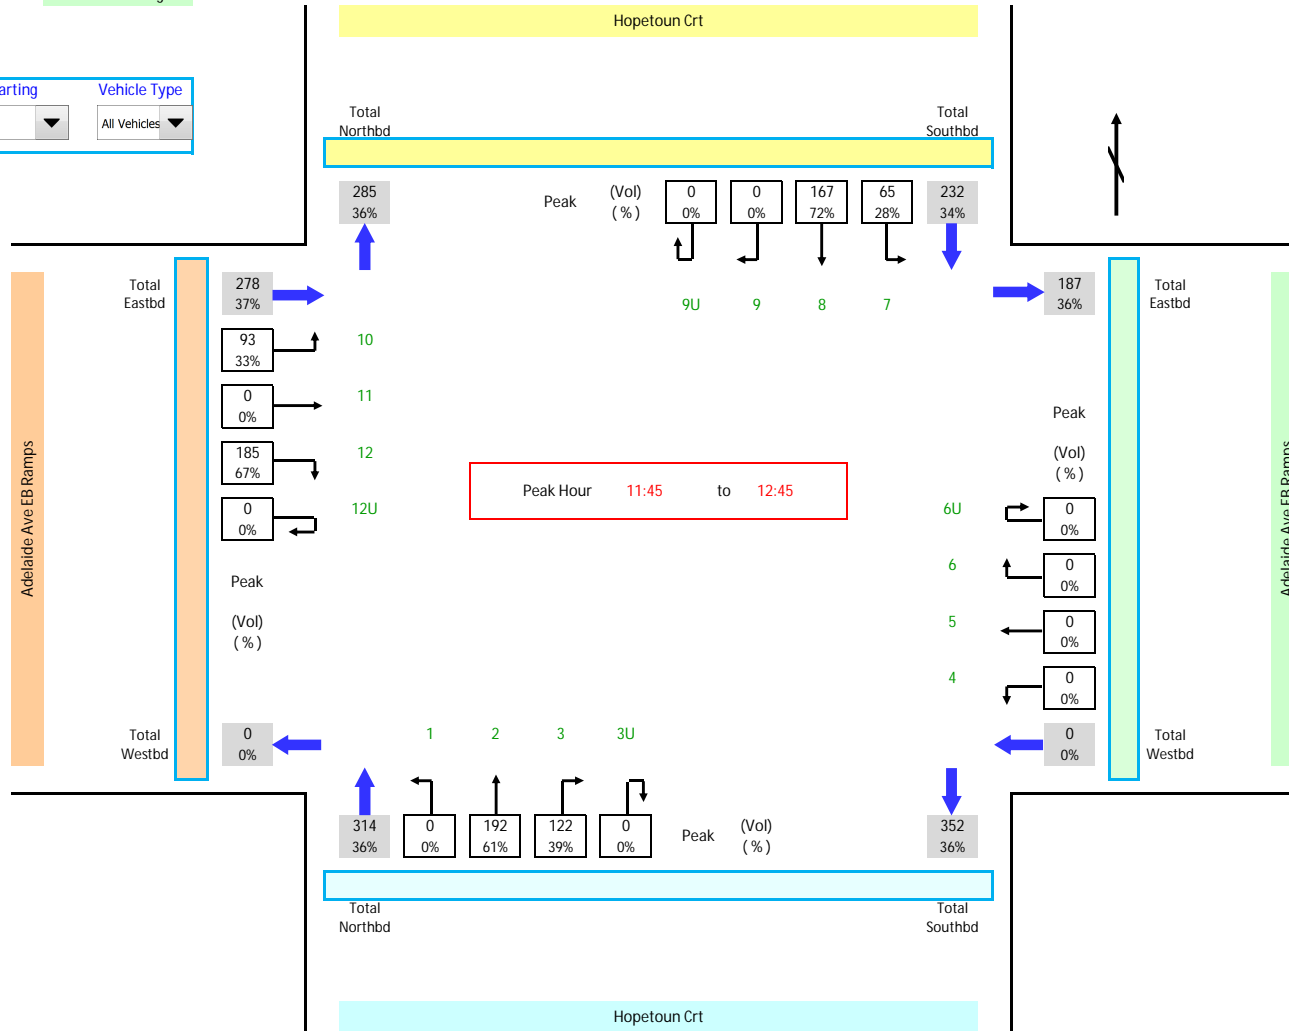 Hopetoun Crt
arting
Vehicle Type
All Vehicles
Total
Northbd
Total
Southbd
285
36%
Peak
(Vol)
( % )
0
0%
0
0%
167
72%
65
28%
232
34%
9U
9
8
7
Total
Eastbd
278
37%
187
36%
Total
Eastbd
93
33%
10
0
0%
11
185
67%
12
0
0%
12U
Peak
(Vol)
( % )
Adelaide Ave EB Ramps
Peak Hour 11:45 to 12:45
Peak
(Vol)
( % )
6U
0
0%
6
0
0%
5
0
0%
4
0
0%
Adelaide Ave EB Ramps
Total
Westbd
0
0%
0
0%
Total
Westbd
1
2
3
3U
314
36%
0
0%
192
61%
122
39%
0
0%
Peak
(Vol)
( % )
352
36%
Total
Northbd
Total
Southbd
Hopetoun Crt